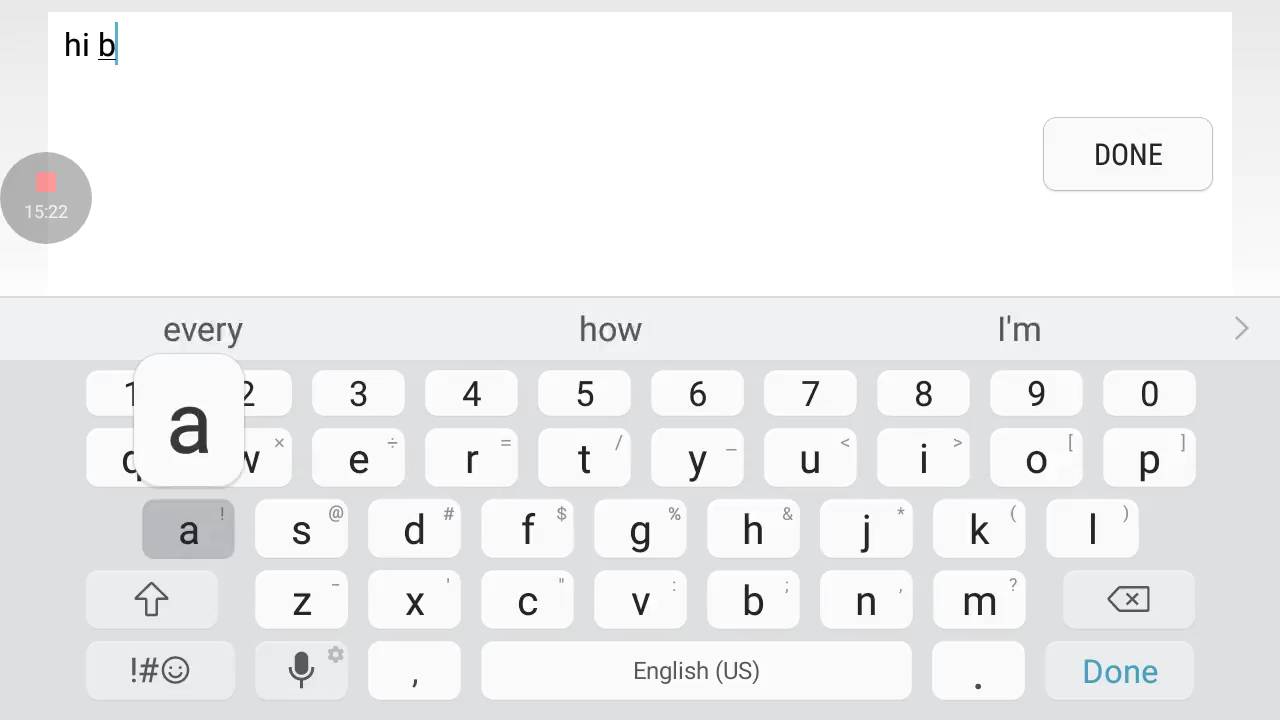 hi b
DONE
15:22
every how I'm
1 2 3 4 5 6 7 8 9 0
a
q w × e ÷ r = t / y _ u < i > o [ p ]
a ! s @ d # f $ g % h & j * k ( l )
z - x ' c " v : b ; n , m ?
!#☺ , English (US) . Done